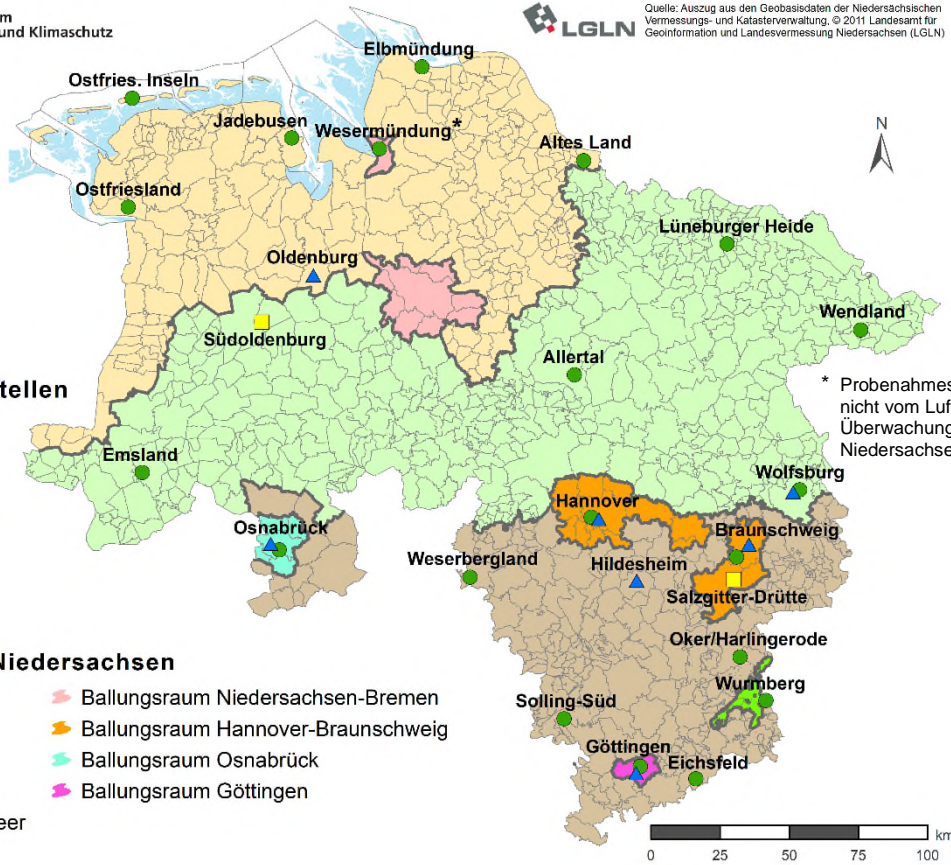 m
und Klimaschutz
LGLN
Quelle: Auszug aus den Geobasisdaten der Niedersächsischen
Vermessungs- und Katasterverwaltung, © 2011 Landesamt für
Geoinformation und Landesvermessung Niedersachsen (LGLN)
Elbmündung
Ostfries. Inseln
Jadebusen
Wesermündung*
N
Altes Land
Ostfriesland
Lüneburger Heide
Oldenburg
Wendland
Südoldenburg
Allertal
tellen
* Probenahmes
nicht vom Luf
Überwachung
Niedersachse
Emsland
Wolfsburg
Hannover
Osnabrück
Braunschweig
Weserbergland
Hildesheim
Salzgitter-Drütte
Oker/Harlingerode
Niedersachsen
Wurmberg
Ballungsraum Niedersachsen-Bremen
Solling-Süd
Ballungsraum Hannover-Braunschweig
Göttingen
Ballungsraum Osnabrück
Eichsfeld
Ballungsraum Göttingen
eer
km
0 25 50 75 100